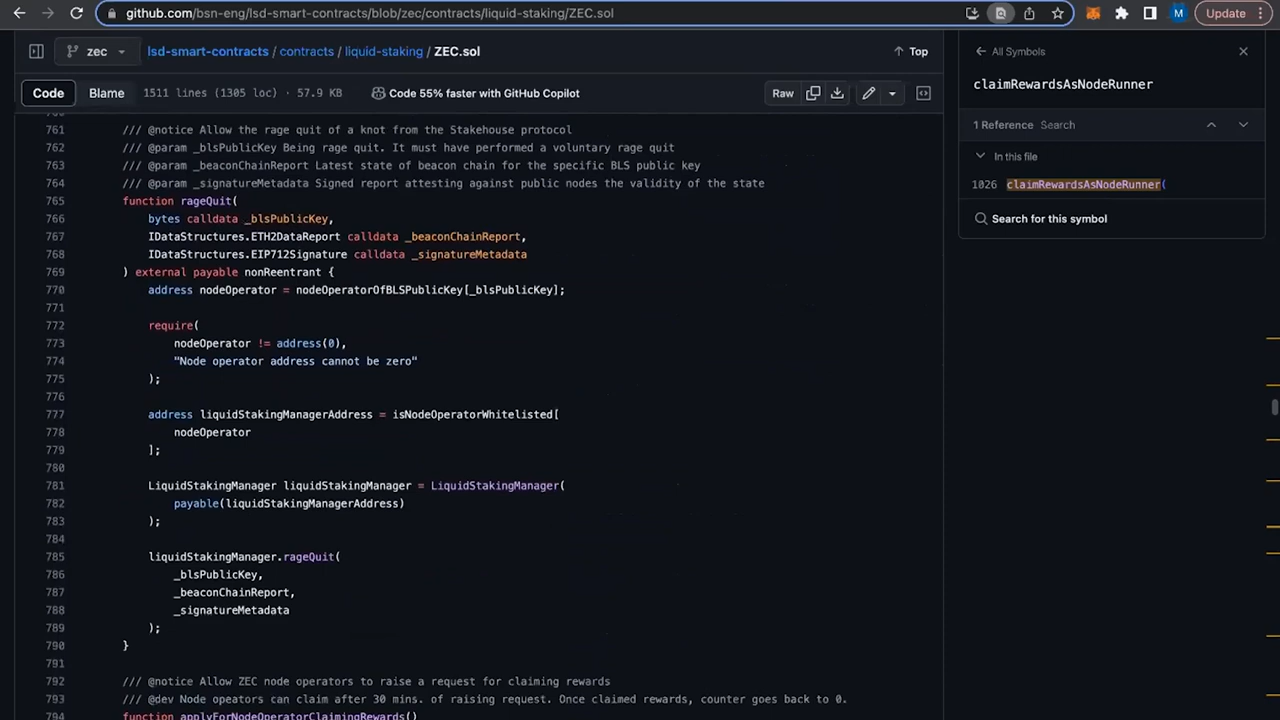 github.com/bsn-eng/lsd-smart-contracts/blob/zec/contracts/liquid-staking/ZEC.sol
M
Update
zec
lsd-smart-contracts / contracts / liquid-staking / ZEC.sol
Top
Code
Blame
1511 lines (1305 loc) · 57.9 KB
Code 55% faster with GitHub Copilot
Raw
761 /// @notice Allow the rage quit of a knot from the Stakehouse protocol
762 /// @param _blsPublicKey Being rage quit. It must have performed a voluntary rage quit
763 /// @param _beaconChainReport Latest state of beacon chain for the specific BLS public key
764 /// @param _signatureMetadata Signed report attesting against public nodes the validity of the state
765 function rageQuit(
766 bytes calldata _blsPublicKey,
767 IDataStructures.ETH2DataReport calldata _beaconChainReport,
768 IDataStructures.EIP712Signature calldata _signatureMetadata
769 ) external payable nonReentrant {
770 address nodeOperator = nodeOperatorOfBLSPublicKey[_blsPublicKey];
771
772 require(
773 nodeOperator != address(0),
774 "Node operator address cannot be zero"
775 );
776
777 address liquidStakingManagerAddress = isNodeOperatorWhitelisted[
778 nodeOperator
779 ];
780
781 LiquidStakingManager liquidStakingManager = LiquidStakingManager(
782 payable(liquidStakingManagerAddress)
783 );
784
785 liquidStakingManager.rageQuit(
786 _blsPublicKey,
787 _beaconChainReport,
788 _signatureMetadata
789 );
790 }
791
792 /// @notice Allow ZEC node operators to raise a request for claiming rewards
793 /// @dev Node opeators can claim after 30 mins. of raising request. Once claimed rewards, counter goes back to 0.
794 function applyForNodeOperatorClaimingRewards()
All Symbols
claimRewardsAsNodeRunner
1 Reference Search
In this file
1026 claimRewardsAsNodeRunner(
Search for this symbol